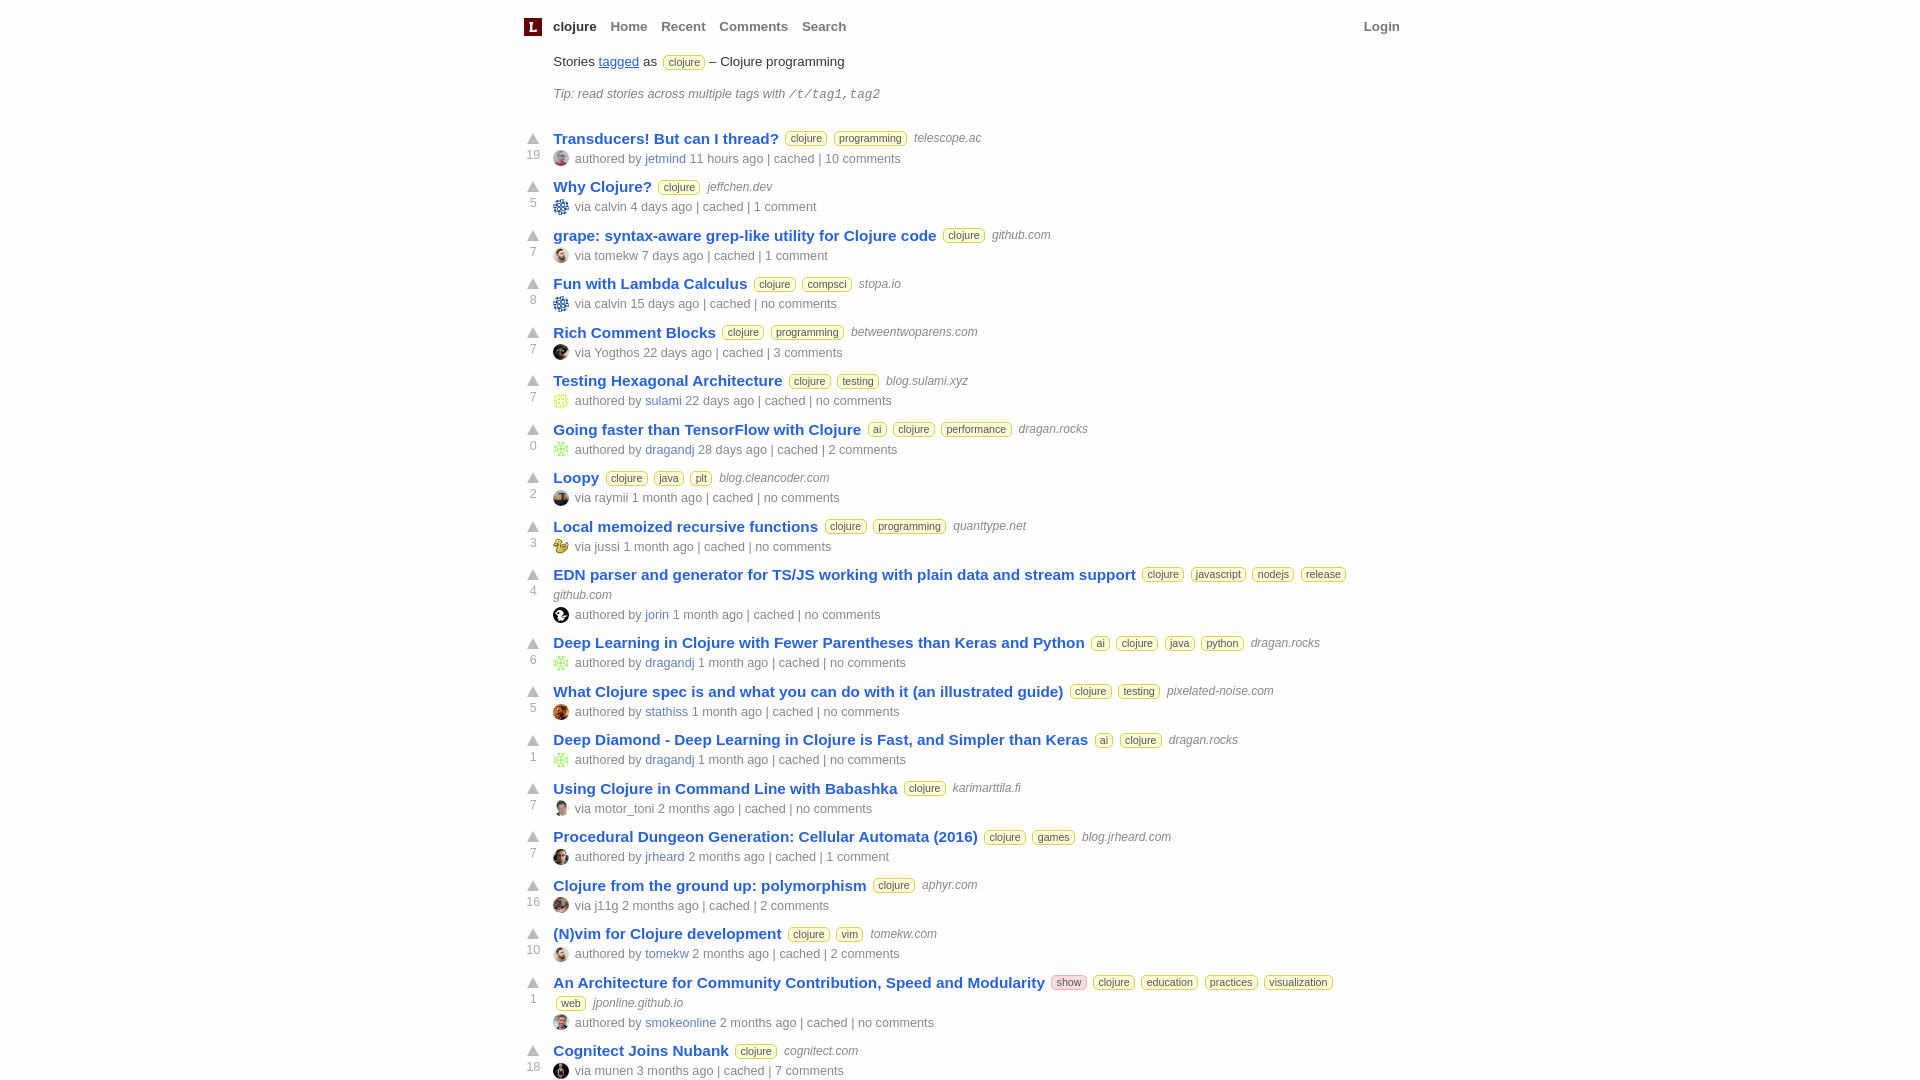 L clojure Home Recent Comments Search Login
Stories tagged as clojure – Clojure programming
Tip: read stories across multiple tags with /t/tag1,tag2
Transducers! But can I thread? clojure programming telescope.ac
19 authored by jetmind 11 hours ago | cached | 10 comments
Why Clojure? clojure jeffchen.dev
5 via calvin 4 days ago | cached | 1 comment
grape: syntax-aware grep-like utility for Clojure code clojure github.com
7 via tomekw 7 days ago | cached | 1 comment
Fun with Lambda Calculus clojure compsci stopa.io
8 via calvin 15 days ago | cached | no comments
Rich Comment Blocks clojure programming betweentwoparens.com
7 via Yogthos 22 days ago | cached | 3 comments
Testing Hexagonal Architecture clojure testing blog.sulami.xyz
7 authored by sulami 22 days ago | cached | no comments
Going faster than TensorFlow with Clojure ai clojure performance dragan.rocks
0 authored by dragandj 28 days ago | cached | 2 comments
Loopy clojure java plt blog.cleancoder.com
2 via raymii 1 month ago | cached | no comments
Local memoized recursive functions clojure programming quanttype.net
3 via jussi 1 month ago | cached | no comments
EDN parser and generator for TS/JS working with plain data and stream support clojure javascript nodejs release
4 github.com
authored by jorin 1 month ago | cached | no comments
Deep Learning in Clojure with Fewer Parentheses than Keras and Python ai clojure java python dragan.rocks
6 authored by dragandj 1 month ago | cached | no comments
What Clojure spec is and what you can do with it (an illustrated guide) clojure testing pixelated-noise.com
5 authored by stathiss 1 month ago | cached | no comments
Deep Diamond - Deep Learning in Clojure is Fast, and Simpler than Keras ai clojure dragan.rocks
1 authored by dragandj 1 month ago | cached | no comments
Using Clojure in Command Line with Babashka clojure karimarttila.fi
7 via motor_toni 2 months ago | cached | no comments
Procedural Dungeon Generation: Cellular Automata (2016) clojure games blog.jrheard.com
7 authored by jrheard 2 months ago | cached | 1 comment
Clojure from the ground up: polymorphism clojure aphyr.com
16 via j11g 2 months ago | cached | 2 comments
(N)vim for Clojure development clojure vim tomekw.com
10 authored by tomekw 2 months ago | cached | 2 comments
An Architecture for Community Contribution, Speed and Modularity show clojure education practices visualization
1 web jponline.github.io
authored by smokeonline 2 months ago | cached | no comments
Cognitect Joins Nubank clojure cognitect.com
18 via munen 3 months ago | cached | 7 comments